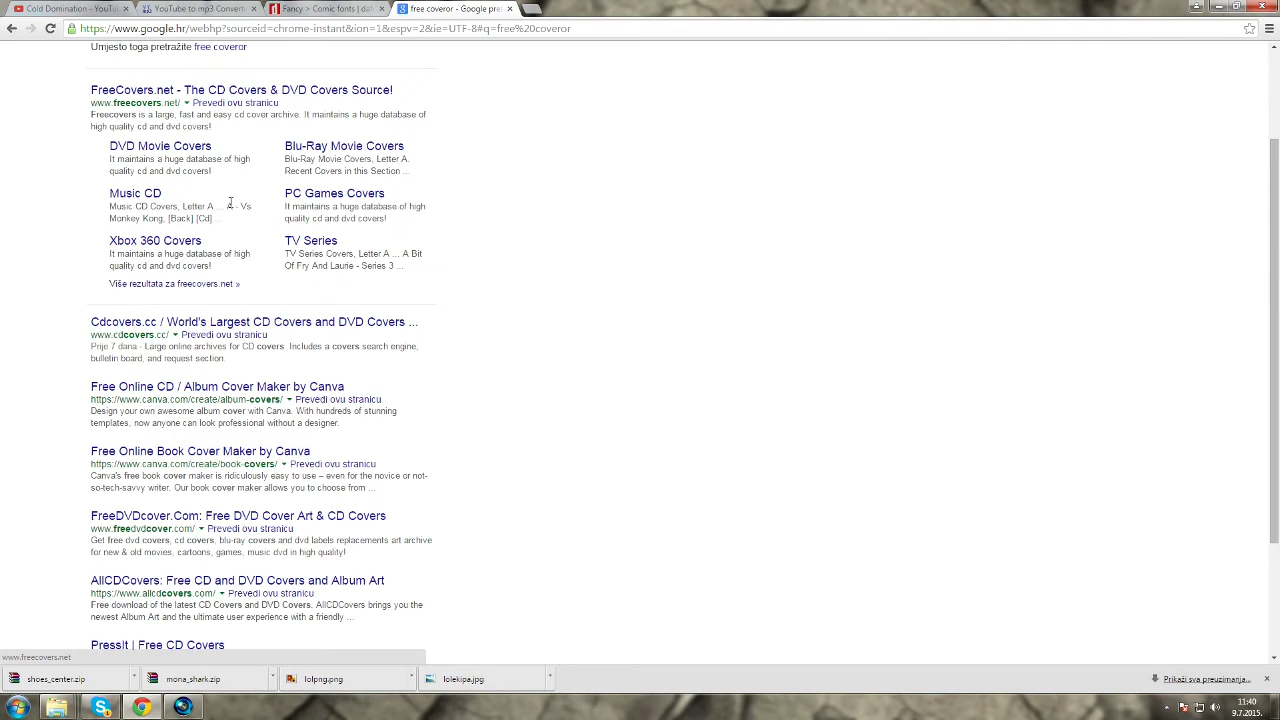 Cold Domination - YouTu
YouTube to mp3 Convert
Fancy > Comic fonts | daf
free coveror - Google pret
https://www.google.hr/webhp?sourceid=chrome-instant&ion=1&espv=2&ie=UTF-8#q=free%20coveror
Umjesto toga pretražite free coveror
FreeCovers.net - The CD Covers & DVD Covers Source!
www.freecovers.net/ Prevedi ovu stranicu
Freecovers is a large, fast and easy cd cover archive. It maintains a huge database of
high quality cd and dvd covers!
DVD Movie Covers
It maintains a huge database of high
quality cd and dvd covers!
Blu-Ray Movie Covers
Blu-Ray Movie Covers, Letter A.
Recent Covers in this Section ...
Music CD
Music CD Covers, Letter A ... A - Vs
Monkey Kong, [Back] [Cd] ...
PC Games Covers
It maintains a huge database of high
quality cd and dvd covers!
Xbox 360 Covers
It maintains a huge database of high
quality cd and dvd covers!
TV Series
TV Series Covers, Letter A ... A Bit
Of Fry And Laurie - Series 3 ...
Više rezultata za freecovers.net »
Cdcovers.cc / World's Largest CD Covers and DVD Covers ...
www.cdcovers.cc/ Prevedi ovu stranicu
Prije 7 dana - Large online archives for CD covers. Includes a covers search engine,
bulletin board, and request section.
Free Online CD / Album Cover Maker by Canva
https://www.canva.com/create/album-covers/ Prevedi ovu stranicu
Design your own awesome album cover with Canva. With hundreds of stunning
templates, now anyone can look professional without a designer.
Free Online Book Cover Maker by Canva
https://www.canva.com/create/book-covers/ Prevedi ovu stranicu
Canva's free book cover maker is ridiculously easy to use – even for the novice or not-
so-tech-savvy writer. Our book cover maker allows you to choose from ...
FreeDVDcover.Com: Free DVD Cover Art & CD Covers
www.freedvdcover.com/ Prevedi ovu stranicu
Get free dvd covers, cd covers, blu-ray covers and dvd labels replacements art archive
for new & old movies, cartoons, games, music dvd in high quality!
AllCDCovers: Free CD and DVD Covers and Album Art
https://www.allcdcovers.com/ Prevedi ovu stranicu
Free download of the latest CD Covers and DVD Covers. AllCDCovers brings you the
newest Album Art and the ultimate user experience with a friendly ...
PressIt | Free CD Covers
www.freecovers.net
shoes_center.zip
mona_shark.zip
lolpng.png
lolekipa.jpg
Prikaži sva preuzimanja...
11:40
9.7.2015.